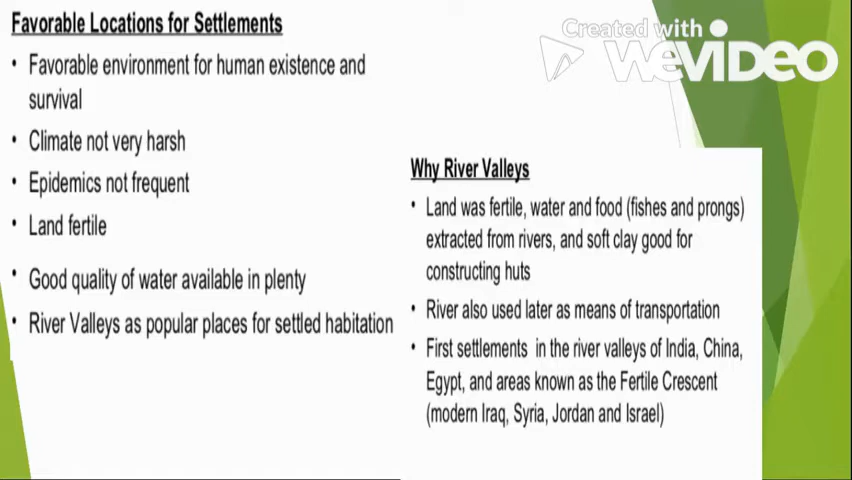 Favorable Locations for Settlements
• Favorable environment for human existence and
survival
• Climate not very harsh
• Epidemics not frequent
• Land fertile
• Good quality of water available in plenty
• River Valleys as popular places for settled habitation
Created with
WEVIDEO
Why River Valleys
• Land was fertile, water and food (fishes and prongs)
extracted from rivers, and soft clay good for
constructing huts
• River also used later as means of transportation
• First settlements in the river valleys of India, China,
Egypt, and areas known as the Fertile Crescent
(modern Iraq, Syria, Jordan and Israel)